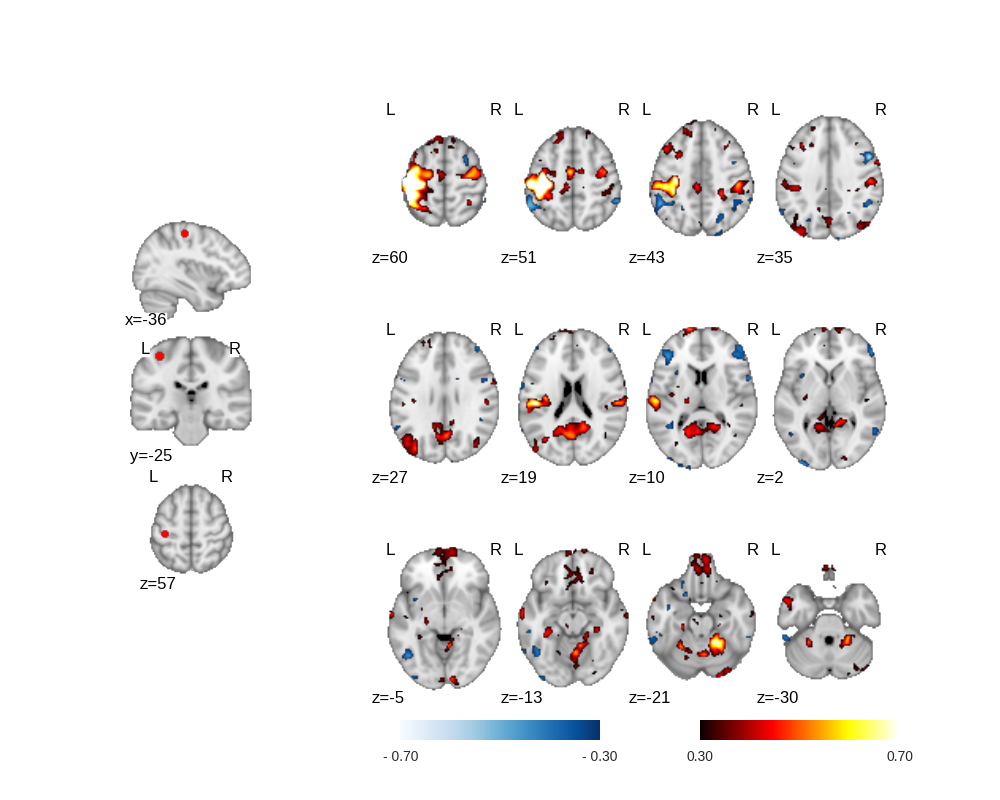 L R L R L R L R
z=60 z=51 z=43 z=35
x=-36
L R
y=-25
L R
z=57
L R L R L R L R
z=27 z=19 z=10 z=2
L R L R L R L R
z=-5 z=-13 z=-21 z=-30
- 0.70 - 0.30 0.30 0.70